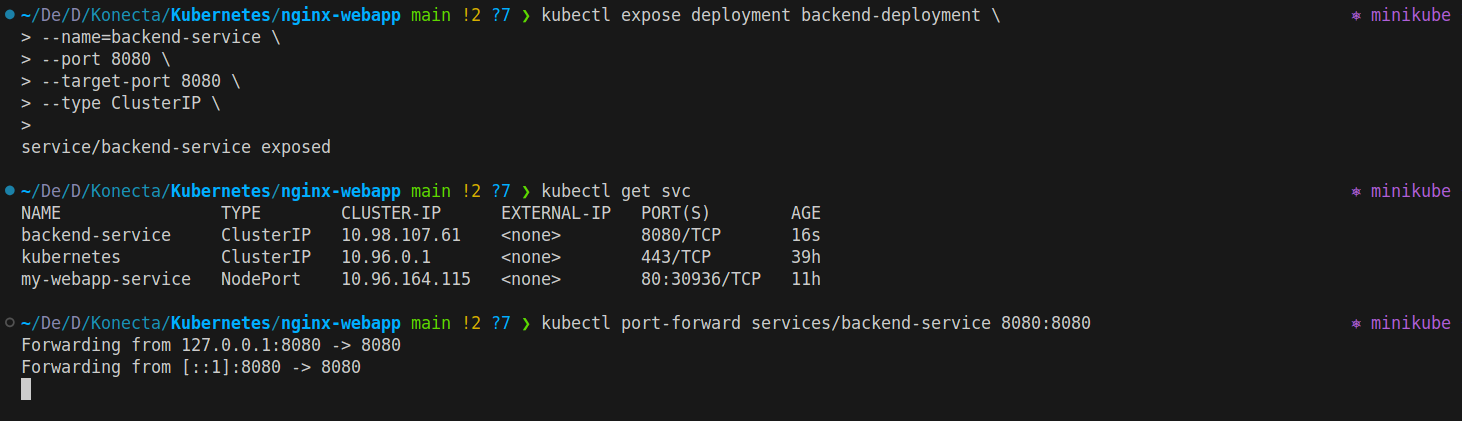 ~/De/D/Konecta/Kubernetes/nginx-webapp main !2 ?7 ❯ kubectl expose deployment backend-deployment \ ⎈ minikube
> --name=backend-service \
> --port 8080 \
> --target-port 8080 \
> --type ClusterIP \
>
service/backend-service exposed
~/De/D/Konecta/Kubernetes/nginx-webapp main !2 ?7 ❯ kubectl get svc ⎈ minikube
NAME TYPE CLUSTER-IP EXTERNAL-IP PORT(S) AGE
backend-service ClusterIP 10.98.107.61 <none> 8080/TCP 16s
kubernetes ClusterIP 10.96.0.1 <none> 443/TCP 39h
my-webapp-service NodePort 10.96.164.115 <none> 80:30936/TCP 11h
~/De/D/Konecta/Kubernetes/nginx-webapp main !2 ?7 ❯ kubectl port-forward services/backend-service 8080:8080 ⎈ minikube
Forwarding from 127.0.0.1:8080 -> 8080
Forwarding from [::1]:8080 -> 8080